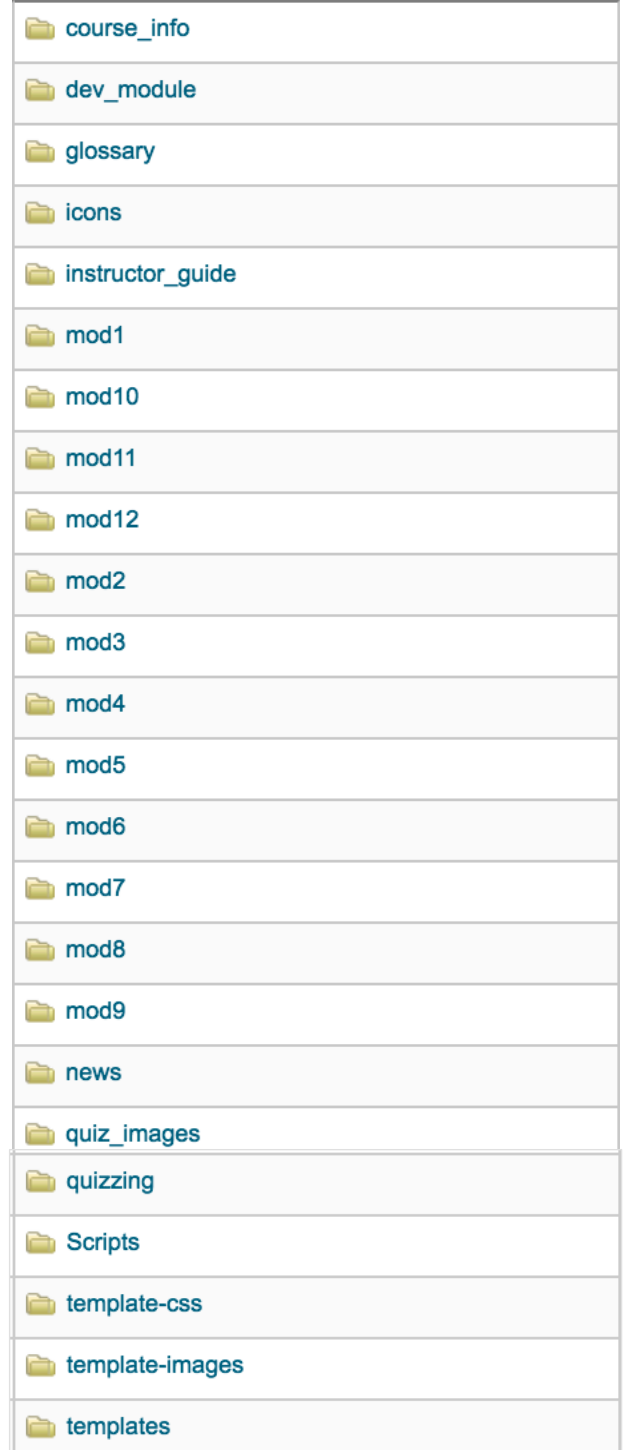 course_info
dev_module
glossary
icons
instructor_guide
mod1
mod10
mod11
mod12
mod2
mod3
mod4
mod5
mod6
mod7
mod8
mod9
news
quiz_images
quizzing
Scripts
template-css
template-images
templates